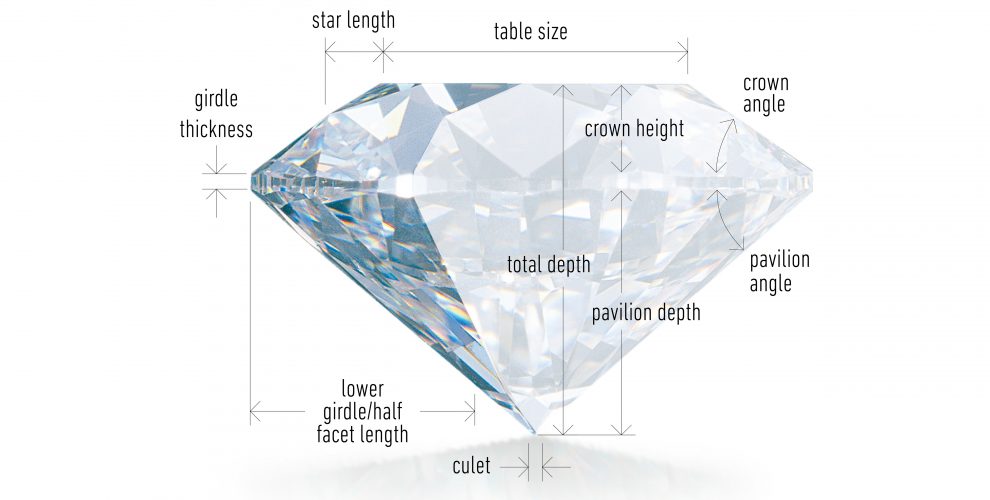 star length
table size
crown
angle
girdle
thickness
crown height
total depth
pavilion
angle
pavilion depth
lower
girdle/half
facet length
culet